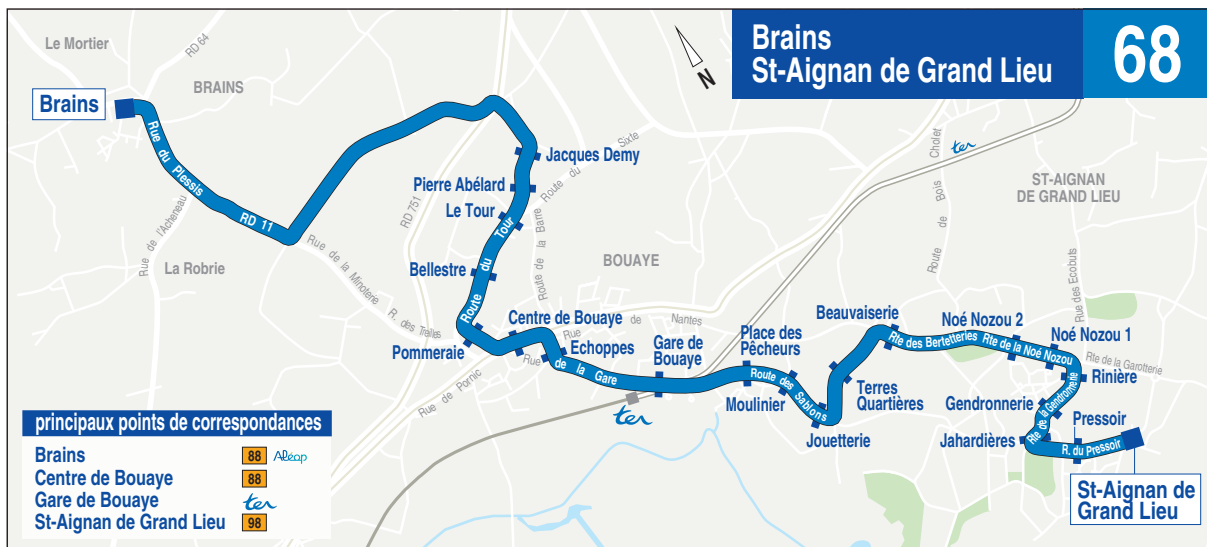 Brains
St-Aignan de Grand Lieu
68
N
Le Mortier
RD 64
BRAINS
Brains
Rue du Plessis
RD 11
Rue de l'Acheneau
La Robrie
Rue de la Minoterie
R. des Treilles
RD 751
Jacques Demy
Pierre Abélard
Le Tour
Route du Tour
Bellestre
Pommeraie
Route de la Barre
Route du Sixte
BOUAYE
Centre de Bouaye
Echoppes
Rue de Nantes
Rue de Pornic
Rue de la Gare
Gare de Bouaye
ter
Place des Pêcheurs
Moulinier
Route des Sablons
Jouetterie
Terres Quartières
Beauvaiserie
Rte des Bertetteries
Noé Nozou 2
Rte de la Noé Nozou
Noé Nozou 1
Rinière
Rte de la Gendronnerie
Gendronnerie
Jahardières
Pressoir
R. du Pressoir
St-Aignan de
Grand Lieu
ter
Route de Bois Cholet
ST-AIGNAN
DE GRAND LIEU
Rue des Ecobuts
Rte de la Garotterie
principaux points de correspondances
Brains 88 Aléop
Centre de Bouaye 88
Gare de Bouaye ter
St-Aignan de Grand Lieu 98